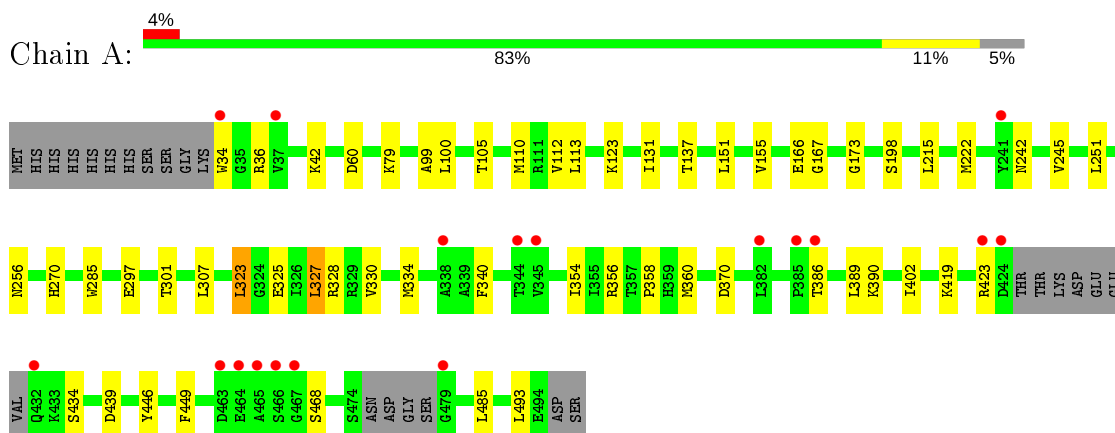 4%
Chain A:
83% 11% 5%
MET HIS HIS HIS HIS HIS HIS SER SER GLY LYS W34 G35 R36 V37 K42 D60 K79 A99 L100 T105 M110 R111 V112 L113 K123 I131 T137 L151 V155 E166 G167 G173 S198 L215 M222 Y241 N242 V245 L251
N256 H270 W285 E297 T301 L307 L323 G324 E325 I326 L327 R328 R329 V330 M334 A338 A339 F340 T344 V345 I354 I355 R356 T357 P358 H359 M360 D370 L382 P385 T386 L389 K390 I402 K419 R423 D424 THR THR LYS ASP GLU GLU
VAL Q432 K433 S434 D439 Y446 F449 D463 E464 A465 S466 G467 S468 S474 ASN ASP GLY SER G479 L485 L493 E494 ASP SER